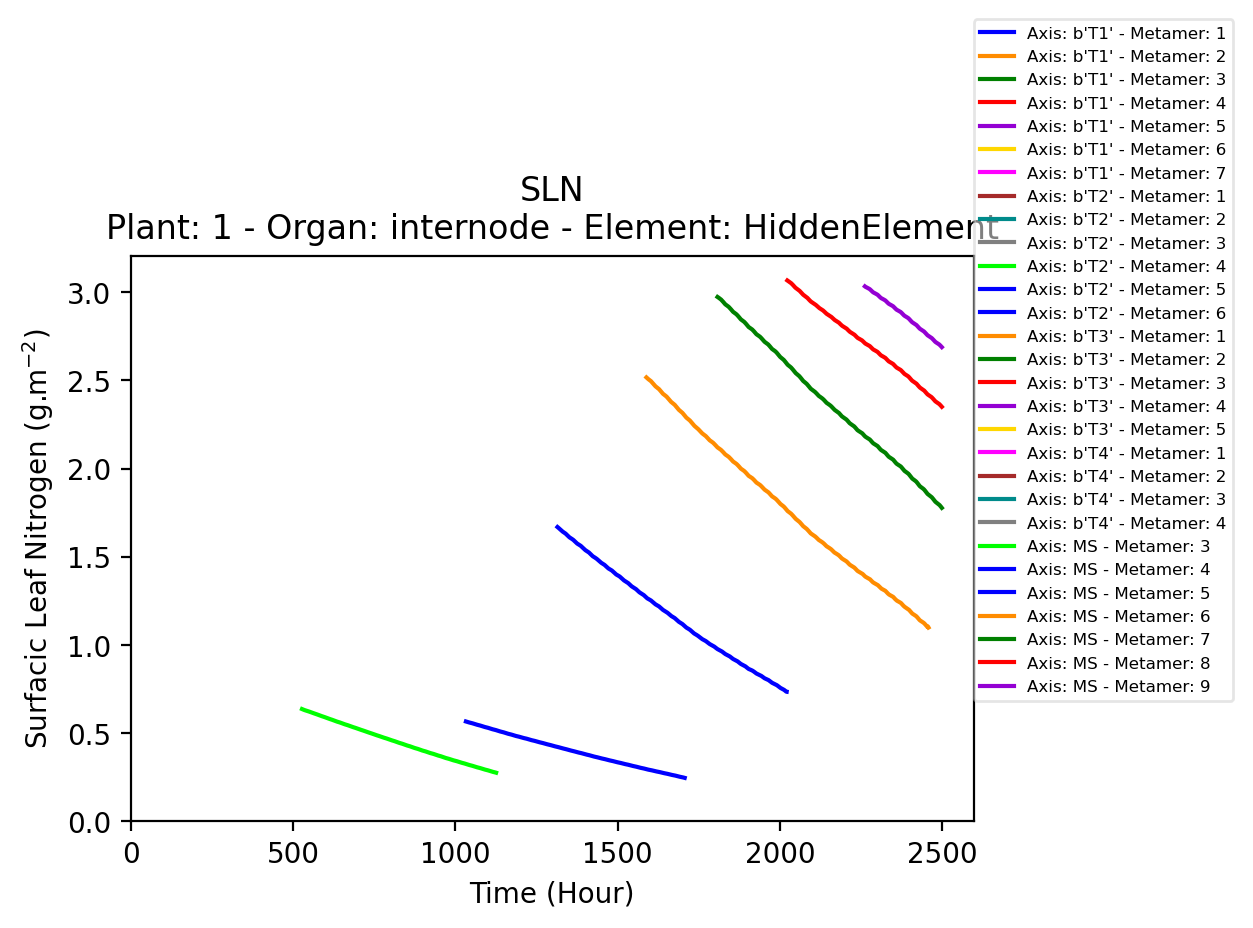 SLN
Plant: 1 - Organ: internode - Element: HiddenElement
Surfacic Leaf Nitrogen (g.m⁻²)
3.0
2.5
2.0
1.5
1.0
0.5
0.0
0
500
1000
1500
2000
2500
Time (Hour)
Axis: b'T1' - Metamer: 1
Axis: b'T1' - Metamer: 2
Axis: b'T1' - Metamer: 3
Axis: b'T1' - Metamer: 4
Axis: b'T1' - Metamer: 5
Axis: b'T1' - Metamer: 6
Axis: b'T1' - Metamer: 7
Axis: b'T2' - Metamer: 1
Axis: b'T2' - Metamer: 2
Axis: b'T2' - Metamer: 3
Axis: b'T2' - Metamer: 4
Axis: b'T2' - Metamer: 5
Axis: b'T2' - Metamer: 6
Axis: b'T3' - Metamer: 1
Axis: b'T3' - Metamer: 2
Axis: b'T3' - Metamer: 3
Axis: b'T3' - Metamer: 4
Axis: b'T3' - Metamer: 5
Axis: b'T4' - Metamer: 1
Axis: b'T4' - Metamer: 2
Axis: b'T4' - Metamer: 3
Axis: b'T4' - Metamer: 4
Axis: MS - Metamer: 3
Axis: MS - Metamer: 4
Axis: MS - Metamer: 5
Axis: MS - Metamer: 6
Axis: MS - Metamer: 7
Axis: MS - Metamer: 8
Axis: MS - Metamer: 9